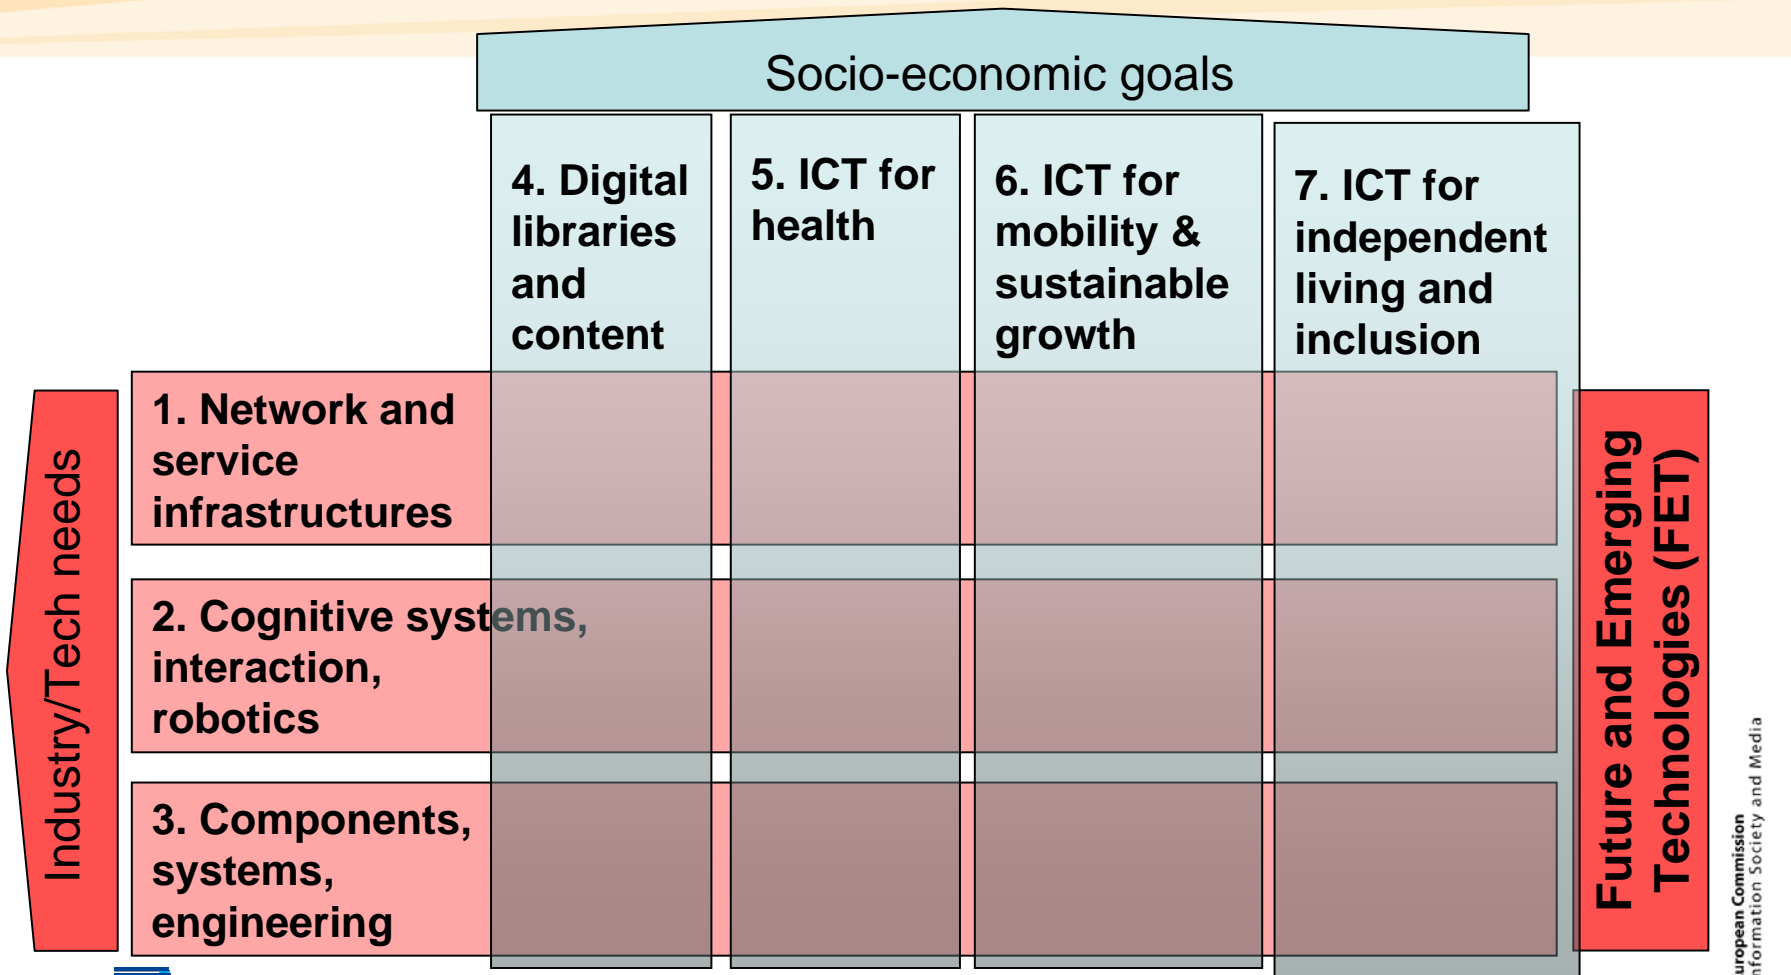 Socio-economic goals
4. Digital
libraries
and
content
5. ICT for
health
6. ICT for
mobility &
sustainable
growth
7. ICT for
independent
living and
inclusion
Industry/Tech needs
1. Network and
service
infrastructures
2. Cognitive systems,
interaction,
robotics
3. Components,
systems,
engineering
Future and Emerging
Technologies (FET)
uropean Commission
nformation Society and Media